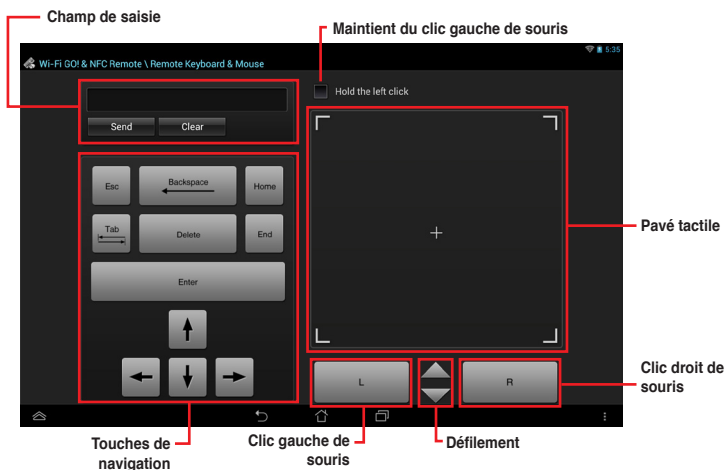 Champ de saisie
Maintient du clic gauche de souris
5:35
Wi-Fi GO! & NFC Remote \ Remote Keyboard & Mouse
Hold the left click
Send
Clear
Esc
Backspace
Home
Tab
Delete
End
Enter
Pavé tactile
L
R
Clic droit de
souris
Touches de
navigation
Clic gauche de
souris
Défilement